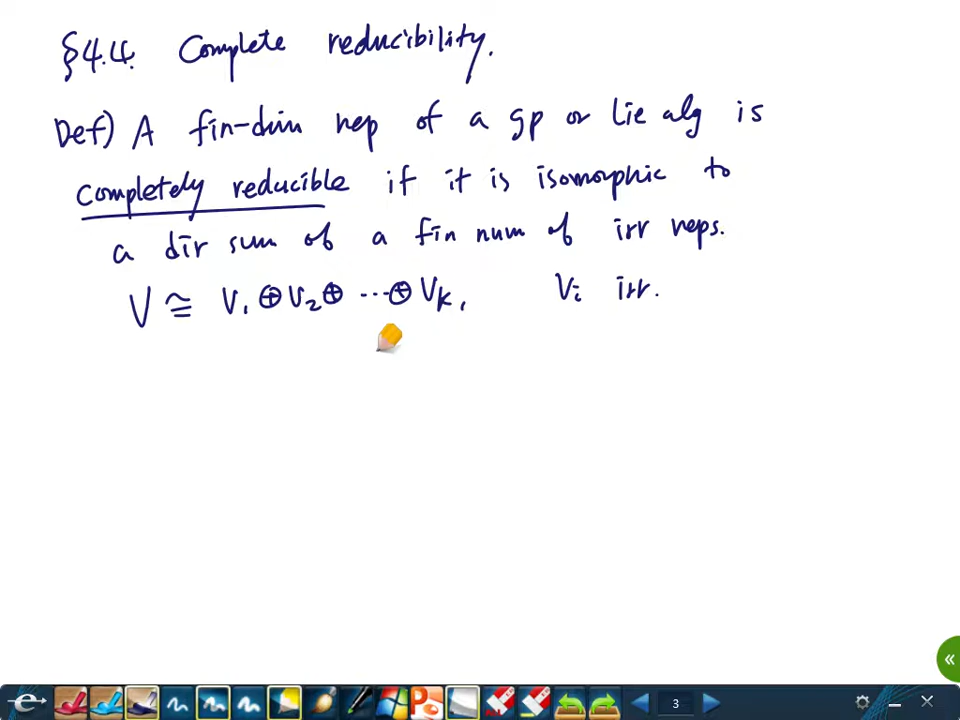 §4.4. Complete reducibility.
Def) A fin-dim rep of a gp or Lie alg is
completely reducible if it is isomorphic to
a dir sum of a fin num of irr reps.
V ≅ V₁ ⊕ V₂ ⊕ ⋯ ⊕ Vₖ, Vᵢ irr.
3